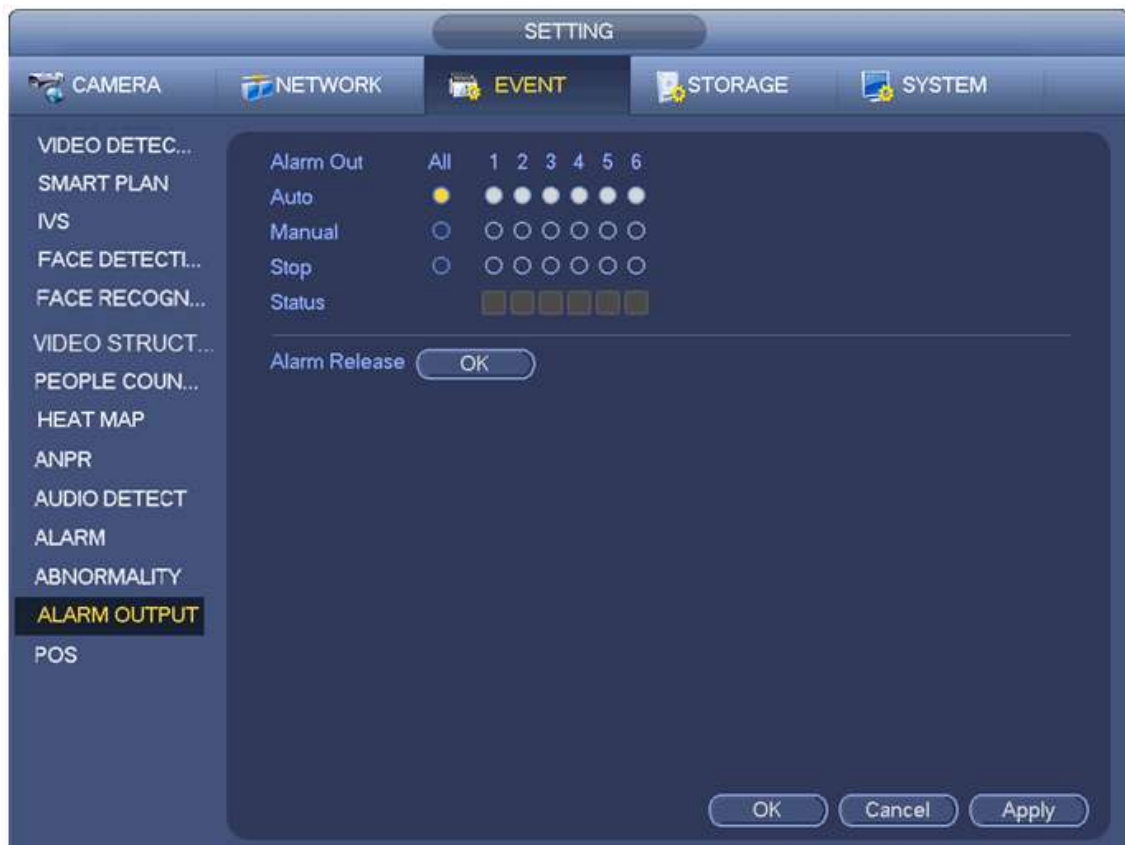 SETTING
CAMERA NETWORK EVENT STORAGE SYSTEM
VIDEO DETEC...
SMART PLAN
IVS
FACE DETECTI...
FACE RECOGN...
VIDEO STRUCT...
PEOPLE COUN...
HEAT MAP
ANPR
AUDIO DETECT
ALARM
ABNORMALITY
ALARM OUTPUT
POS
Alarm Out All 1 2 3 4 5 6
Auto
Manual
Stop
Status
Alarm Release OK
OK Cancel Apply